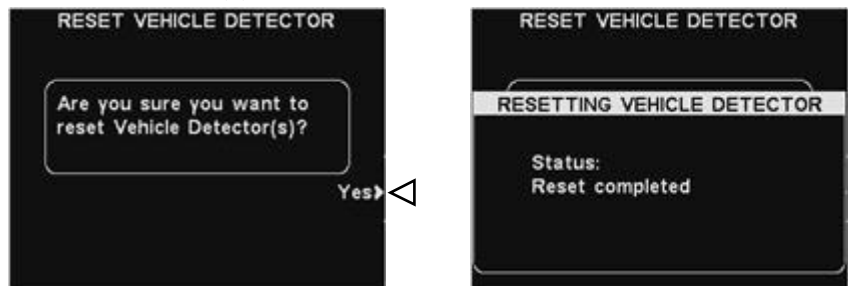 RESET VEHICLE DETECTOR
Are you sure you want to
reset Vehicle Detector(s)?
Yes
RESET VEHICLE DETECTOR
RESETTING VEHICLE DETECTOR
Status:
Reset completed